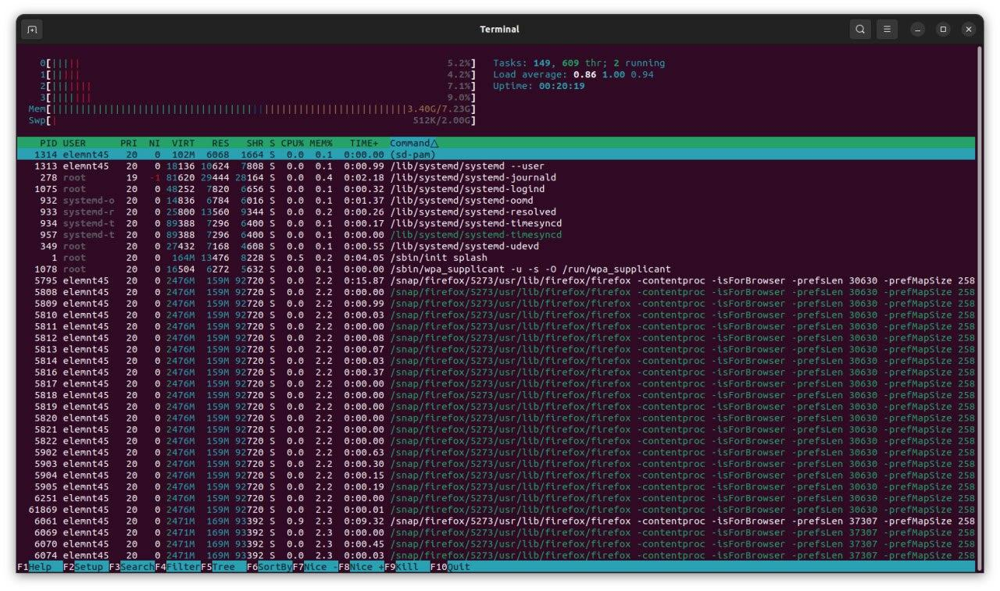 Terminal
0[||||| 5.2%] Tasks: 149, 609 thr; 2 running
1[||||| 4.2%] Load average: 0.86 1.00 0.94
2[||||||| 7.1%] Uptime: 00:20:19
3[||||||| 9.0%]
Mem[||||||||||||||||||||||||||||||||||||||||||||||||||||||||||||||3.40G/7.23G]
Swp[| 512K/2.00G]
PID USER PRI NI VIRT RES SHR S CPU% MEM% TIME+ Command△
1314 elemnt45 20 0 102M 6068 1664 S 0.0 0.1 0:00.00 (sd-pam)
1313 elemnt45 20 0 18136 10624 7808 S 0.0 0.1 0:00.99 /lib/systemd/systemd --user
278 root 19 -1 81620 29444 28164 S 0.0 0.4 0:02.18 /lib/systemd/systemd-journald
1075 root 20 0 48252 7820 6656 S 0.0 0.1 0:00.32 /lib/systemd/systemd-logind
932 systemd-o 20 0 14836 6784 6016 S 0.0 0.1 0:01.37 /lib/systemd/systemd-oomd
933 systemd-r 20 0 25800 13560 9344 S 0.0 0.2 0:00.26 /lib/systemd/systemd-resolved
934 systemd-t 20 0 89388 7296 6400 S 0.0 0.1 0:00.17 /lib/systemd/systemd-timesyncd
957 systemd-t 20 0 89388 7296 6400 S 0.0 0.1 0:00.00 /lib/systemd/systemd-timesyncd
349 root 20 0 27432 7168 4608 S 0.0 0.1 0:00.55 /lib/systemd/systemd-udevd
1 root 20 0 164M 13476 8228 S 0.5 0.2 0:04.05 /sbin/init splash
1078 root 20 0 16504 6272 5632 S 0.0 0.1 0:00.00 /sbin/wpa_supplicant -u -s -O /run/wpa_supplicant
5795 elemnt45 20 0 2476M 159M 92720 S 0.0 2.2 0:15.87 /snap/firefox/5273/usr/lib/firefox/firefox -contentproc -isForBrowser -prefsLen 30630 -prefMapSize 258
5808 elemnt45 20 0 2476M 159M 92720 S 0.0 2.2 0:00.00 /snap/firefox/5273/usr/lib/firefox/firefox -contentproc -isForBrowser -prefsLen 30630 -prefMapSize 258
5809 elemnt45 20 0 2476M 159M 92720 S 0.0 2.2 0:00.99 /snap/firefox/5273/usr/lib/firefox/firefox -contentproc -isForBrowser -prefsLen 30630 -prefMapSize 258
5810 elemnt45 20 0 2476M 159M 92720 S 0.0 2.2 0:00.03 /snap/firefox/5273/usr/lib/firefox/firefox -contentproc -isForBrowser -prefsLen 30630 -prefMapSize 258
5811 elemnt45 20 0 2476M 159M 92720 S 0.0 2.2 0:00.00 /snap/firefox/5273/usr/lib/firefox/firefox -contentproc -isForBrowser -prefsLen 30630 -prefMapSize 258
5812 elemnt45 20 0 2476M 159M 92720 S 0.0 2.2 0:00.08 /snap/firefox/5273/usr/lib/firefox/firefox -contentproc -isForBrowser -prefsLen 30630 -prefMapSize 258
5813 elemnt45 20 0 2476M 159M 92720 S 0.0 2.2 0:00.07 /snap/firefox/5273/usr/lib/firefox/firefox -contentproc -isForBrowser -prefsLen 30630 -prefMapSize 258
5814 elemnt45 20 0 2476M 159M 92720 S 0.0 2.2 0:00.03 /snap/firefox/5273/usr/lib/firefox/firefox -contentproc -isForBrowser -prefsLen 30630 -prefMapSize 258
5816 elemnt45 20 0 2476M 159M 92720 S 0.0 2.2 0:00.37 /snap/firefox/5273/usr/lib/firefox/firefox -contentproc -isForBrowser -prefsLen 30630 -prefMapSize 258
5817 elemnt45 20 0 2476M 159M 92720 S 0.0 2.2 0:00.00 /snap/firefox/5273/usr/lib/firefox/firefox -contentproc -isForBrowser -prefsLen 30630 -prefMapSize 258
5818 elemnt45 20 0 2476M 159M 92720 S 0.0 2.2 0:00.00 /snap/firefox/5273/usr/lib/firefox/firefox -contentproc -isForBrowser -prefsLen 30630 -prefMapSize 258
5819 elemnt45 20 0 2476M 159M 92720 S 0.0 2.2 0:00.00 /snap/firefox/5273/usr/lib/firefox/firefox -contentproc -isForBrowser -prefsLen 30630 -prefMapSize 258
5820 elemnt45 20 0 2476M 159M 92720 S 0.0 2.2 0:00.00 /snap/firefox/5273/usr/lib/firefox/firefox -contentproc -isForBrowser -prefsLen 30630 -prefMapSize 258
5821 elemnt45 20 0 2476M 159M 92720 S 0.0 2.2 0:00.00 /snap/firefox/5273/usr/lib/firefox/firefox -contentproc -isForBrowser -prefsLen 30630 -prefMapSize 258
5822 elemnt45 20 0 2476M 159M 92720 S 0.0 2.2 0:00.00 /snap/firefox/5273/usr/lib/firefox/firefox -contentproc -isForBrowser -prefsLen 30630 -prefMapSize 258
5902 elemnt45 20 0 2476M 159M 92720 S 0.0 2.2 0:00.63 /snap/firefox/5273/usr/lib/firefox/firefox -contentproc -isForBrowser -prefsLen 30630 -prefMapSize 258
5903 elemnt45 20 0 2476M 159M 92720 S 0.0 2.2 0:00.30 /snap/firefox/5273/usr/lib/firefox/firefox -contentproc -isForBrowser -prefsLen 30630 -prefMapSize 258
5904 elemnt45 20 0 2476M 159M 92720 S 0.0 2.2 0:00.15 /snap/firefox/5273/usr/lib/firefox/firefox -contentproc -isForBrowser -prefsLen 30630 -prefMapSize 258
5905 elemnt45 20 0 2476M 159M 92720 S 0.0 2.2 0:00.19 /snap/firefox/5273/usr/lib/firefox/firefox -contentproc -isForBrowser -prefsLen 30630 -prefMapSize 258
6251 elemnt45 20 0 2476M 159M 92720 S 0.0 2.2 0:00.00 /snap/firefox/5273/usr/lib/firefox/firefox -contentproc -isForBrowser -prefsLen 30630 -prefMapSize 258
61869 elemnt45 20 0 2476M 159M 92720 S 0.0 2.2 0:00.01 /snap/firefox/5273/usr/lib/firefox/firefox -contentproc -isForBrowser -prefsLen 30630 -prefMapSize 258
6061 elemnt45 20 0 2471M 169M 93392 S 0.9 2.3 0:09.32 /snap/firefox/5273/usr/lib/firefox/firefox -contentproc -isForBrowser -prefsLen 37307 -prefMapSize 258
6069 elemnt45 20 0 2471M 169M 93392 S 0.0 2.3 0:00.00 /snap/firefox/5273/usr/lib/firefox/firefox -contentproc -isForBrowser -prefsLen 37307 -prefMapSize 258
6070 elemnt45 20 0 2471M 169M 93392 S 0.0 2.3 0:00.45 /snap/firefox/5273/usr/lib/firefox/firefox -contentproc -isForBrowser -prefsLen 37307 -prefMapSize 258
6074 elemnt45 20 0 2471M 169M 93392 S 0.0 2.3 0:00.03 /snap/firefox/5273/usr/lib/firefox/firefox -contentproc -isForBrowser -prefsLen 37307 -prefMapSize 258
F1Help F2Setup F3SearchF4FilterF5Tree F6SortByF7Nice -F8Nice +F9Kill F10Quit